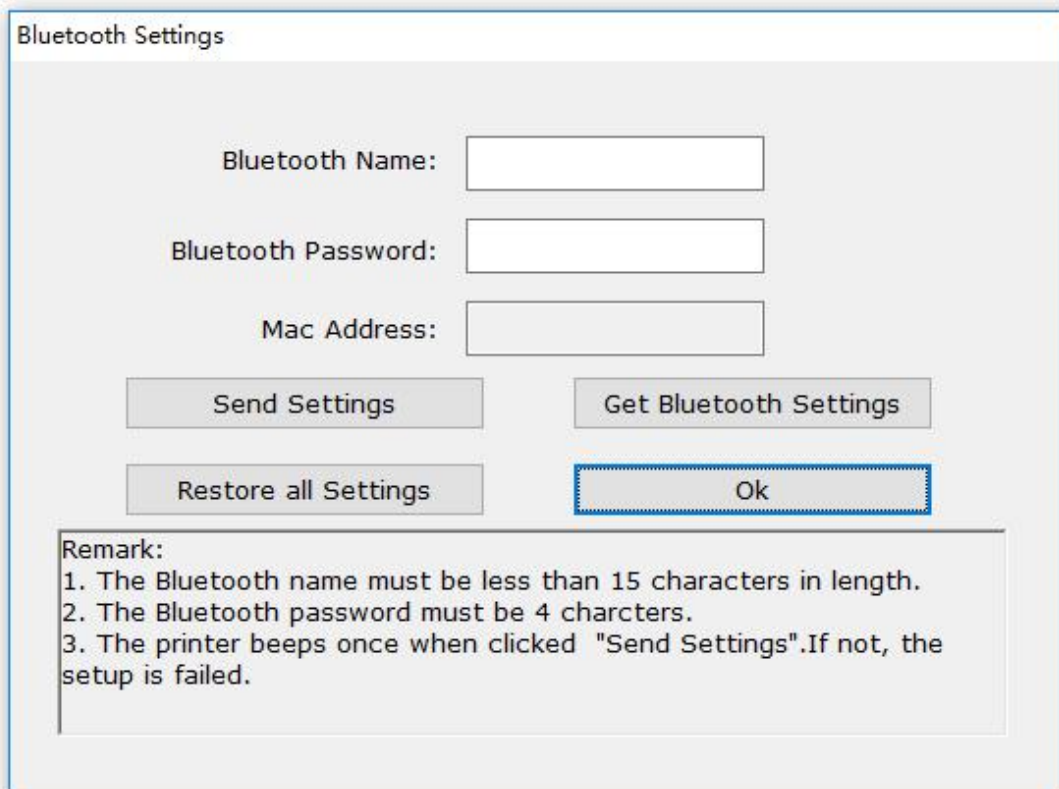 Bluetooth Settings
Bluetooth Name:
Bluetooth Password:
Mac Address:
Send Settings
Get Bluetooth Settings
Restore all Settings
Ok
Remark:
1. The Bluetooth name must be less than 15 characters in length.
2. The Bluetooth password must be 4 charcters.
3. The printer beeps once when clicked  "Send Settings".If not, the
setup is failed.